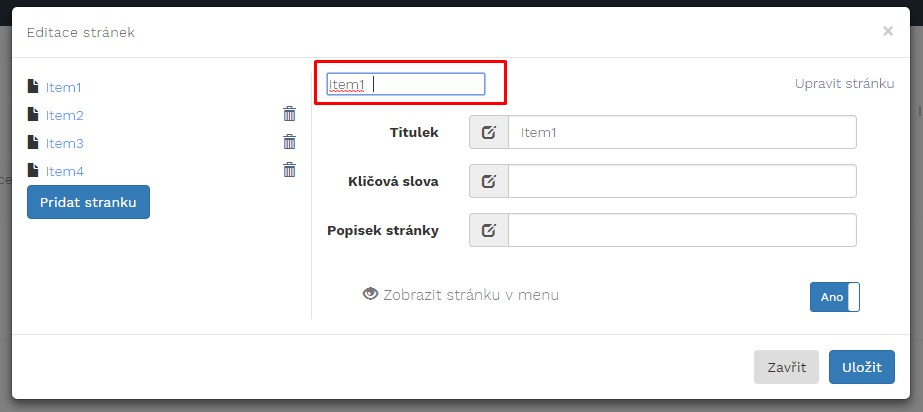 Editace stránek
×
Item1
Item2
Item3
Item4
Pridat stranku
Item1
Upravit stránku
Titulek
Item1
Kličová slova
Popisek stránky
Zobrazit stránku v menu
Ano
Zavřít
Uložit